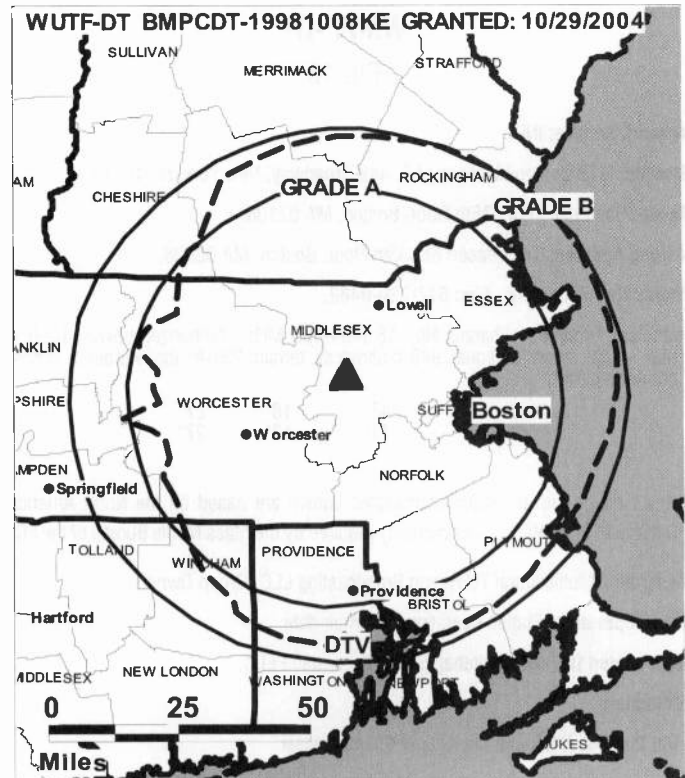 WUTF-DT BMPCDT-19981008KE GRANTED: 10/29/2004
SULLIVAN
STRAFFORD
MERRIMACK
AM
CHESHIRE
GRADE A
ROCKINGHAM
GRADE B
Lowell
ESSEX
MIDDLESEX
ANKLIN
PSHIRE
WORCESTER
SUFF
Boston
Worcester
NORFOLK
AMPDEN
Springfield
PLYMOUT
TOLLAND
PROVIDENCE
WINDHAM
Providence
BRISTOL
Hartford
DTV
MIDDLESEX
NEW LONDON
WASHINGTON
NEWPORT
0 25 50
Miles
DUKES